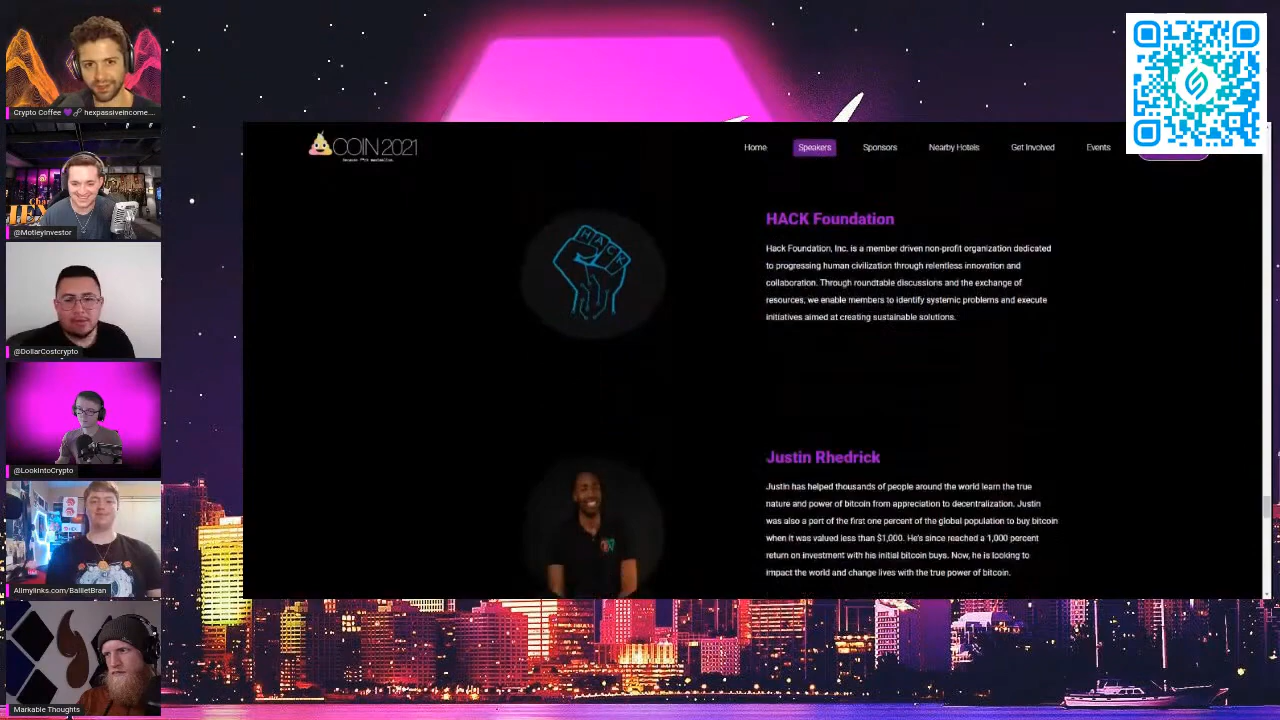 Crypto Coffee 💜🔗 hexpassiveincome....
@MotleyInvestor
@DollarCostcrypto
@LookIntoCrypto
Allmylinks.com/BallletBran
Markable Thoughts
COIN 2021
Home
Speakers
Sponsors
Nearby Hotels
Get Involved
Events
HACK
HACK Foundation
Hack Foundation, Inc. is a member driven non-profit organization dedicated
to progressing human civilization through relentless innovation and
collaboration. Through roundtable discussions and the exchange of
resources, we enable members to identify systemic problems and execute
initiatives aimed at creating sustainable solutions.
Justin Rhedrick
Justin has helped thousands of people around the world learn the true
nature and power of bitcoin from appreciation to decentralization. Justin
was also a part of the first one percent of the global population to buy bitcoin
when it was valued less than $1,000. He's since reached a 1,000 percent
return on investment with his initial bitcoin buys. Now, he is looking to
impact the world and change lives with the true power of bitcoin.